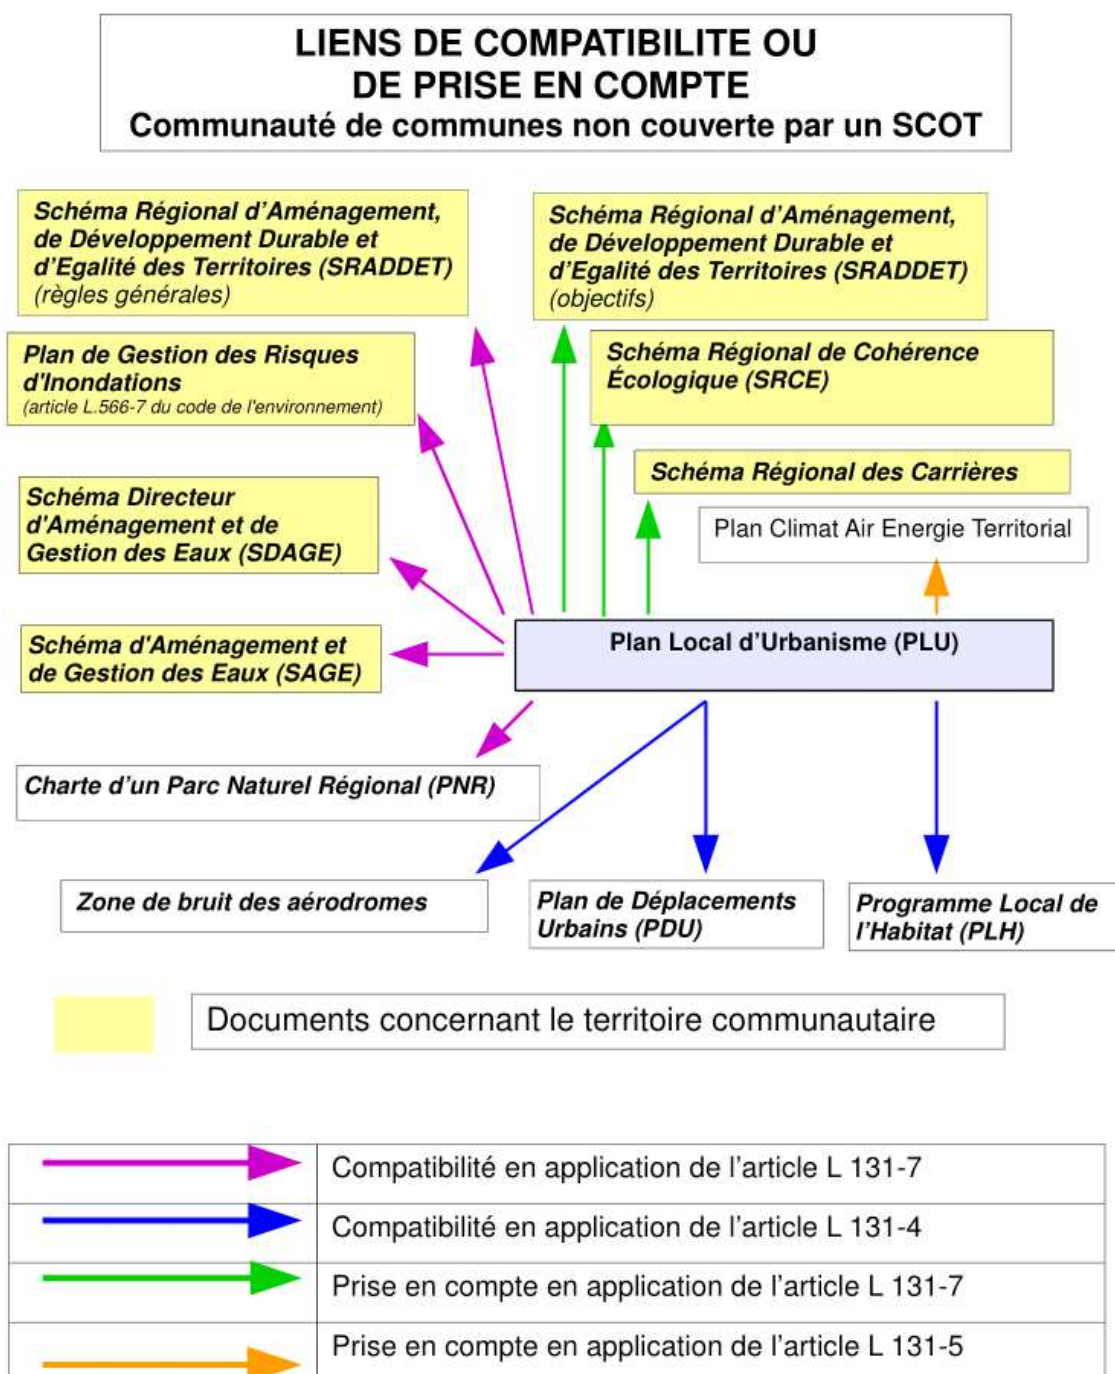 LIENS DE COMPATIBILITE OU
DE PRISE EN COMPTE
Communauté de communes non couverte par un SCOT
Schéma Régional d’Aménagement,
de Développement Durable et
d’Egalité des Territoires (SRADDET)
(règles générales)
Schéma Régional d’Aménagement,
de Développement Durable et
d’Egalité des Territoires (SRADDET)
(objectifs)
Plan de Gestion des Risques
d'Inondations
(article L.566-7 du code de l'environnement)
Schéma Régional de Cohérence
Écologique (SRCE)
Schéma Régional des Carrières
Schéma Directeur
d'Aménagement et de
Gestion des Eaux (SDAGE)
Plan Climat Air Energie Territorial
Schéma d'Aménagement et
de Gestion des Eaux (SAGE)
Plan Local d’Urbanisme (PLU)
Charte d’un Parc Naturel Régional (PNR)
Zone de bruit des aérodromes
Plan de Déplacements
Urbains (PDU)
Programme Local de
l’Habitat (PLH)
Documents concernant le territoire communautaire
Compatibilité en application de l’article L 131-7
Compatibilité en application de l’article L 131-4
Prise en compte en application de l’article L 131-7
Prise en compte en application de l’article L 131-5